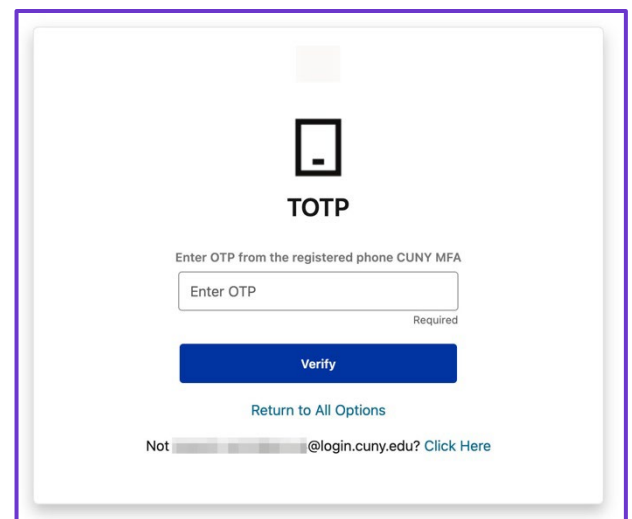 TOTP
Enter OTP from the registered phone CUNY MFA
Enter OTP
Required
Verify
Return to All Options
Not @login.cuny.edu? Click Here